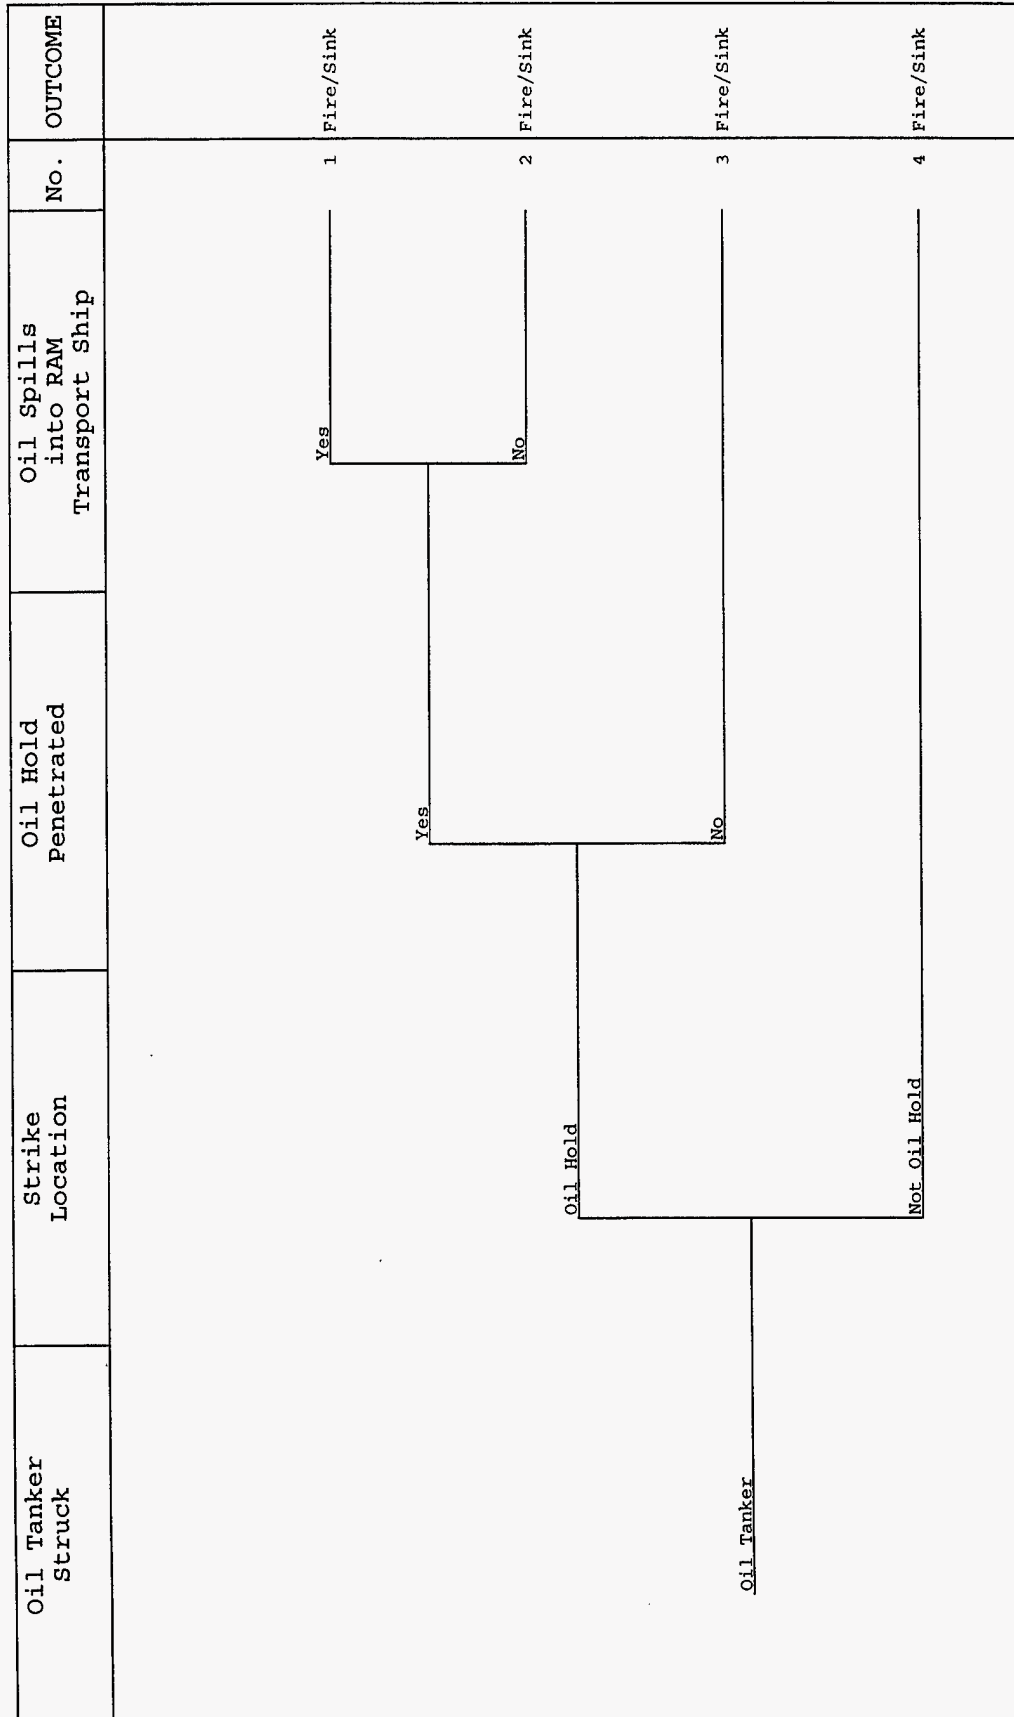 Oil Tanker
Struck
Strike
Location
Oil Hold
Penetrated
Oil Spills
into RAM
Transport Ship
No.
OUTCOME
Yes
1
Fire/Sink
Yes
No
2
Fire/Sink
Oil Hold
No
3
Fire/Sink
Oil Tanker
Not Oil Hold
4
Fire/Sink